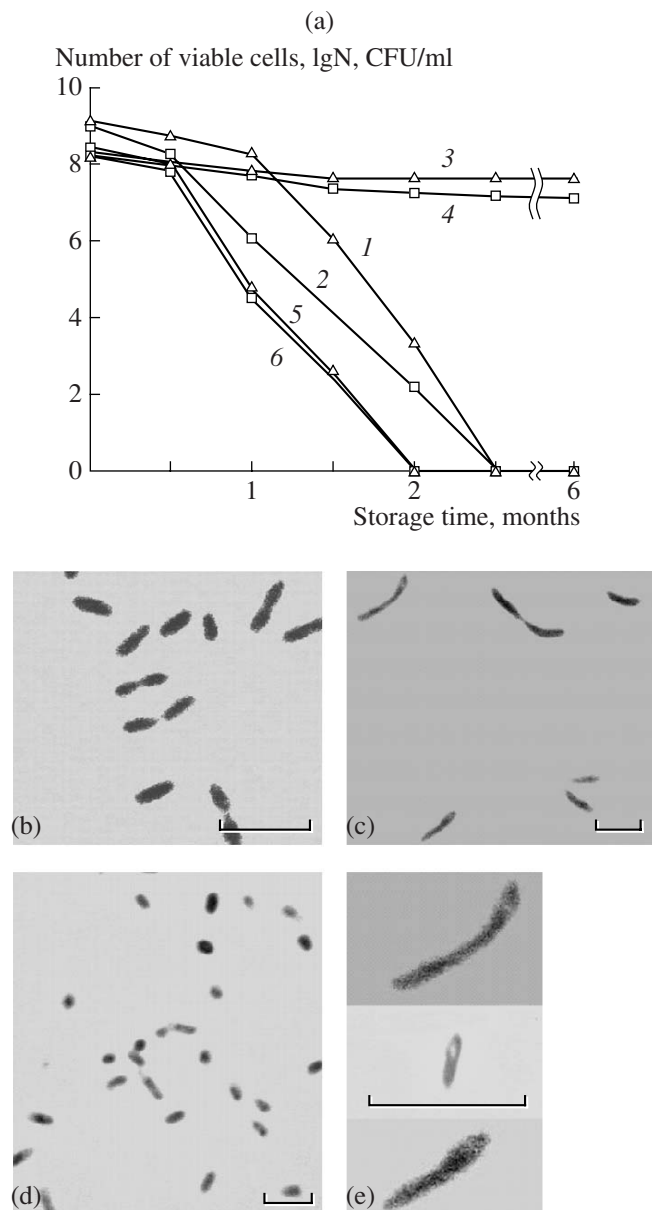 (a)
Number of viable cells, lgN, CFU/ml
10
8
6
4
2
0
3
4
1
2
5
6
1 2 6
Storage time, months
(b) (c)
(d) (e)